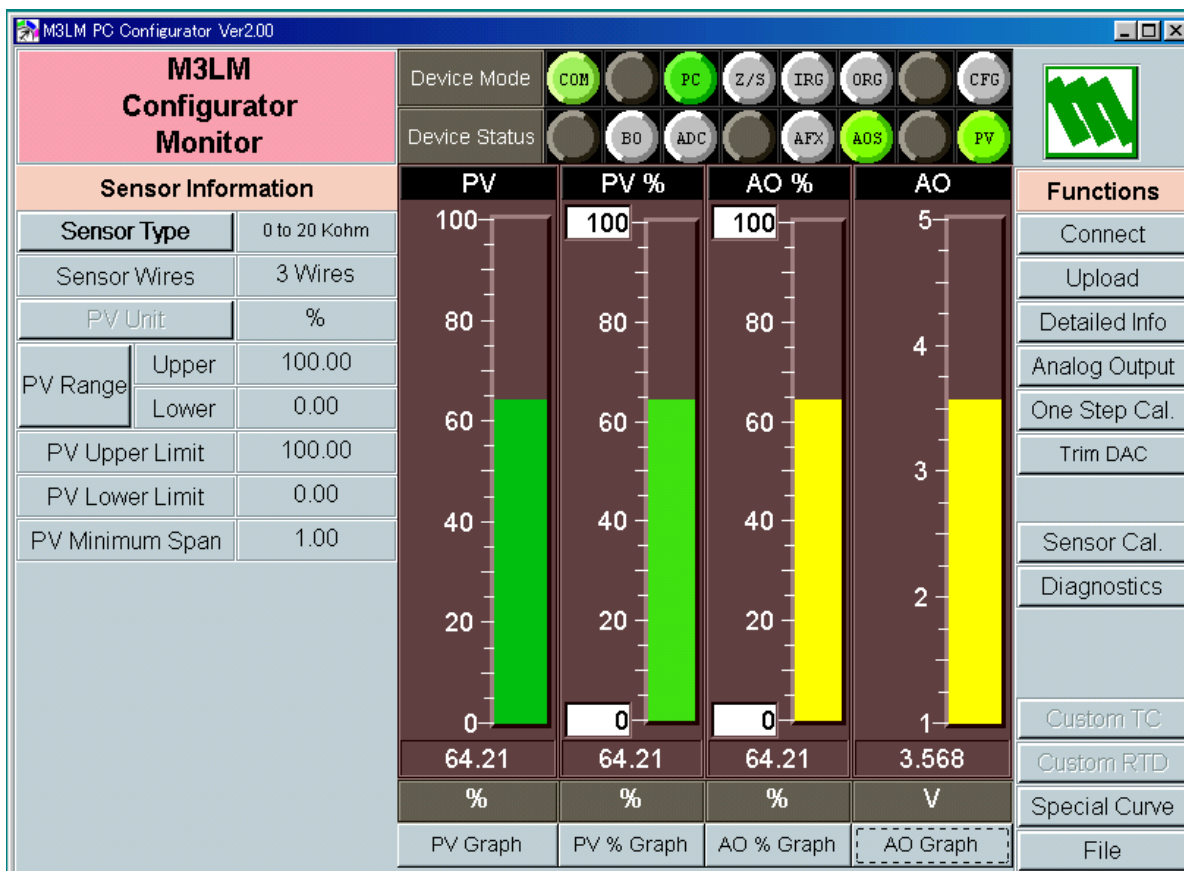 M3LM PC Configurator Ver2.00
M3LM
Configurator
Monitor
Device Mode
COM PC Z/S IRG ORG CFG
Device Status
BO ADC AFX AOS PV
Sensor Information
Sensor Type 0 to 20 Kohm
Sensor Wires 3 Wires
PV Unit %
PV Range
Upper 100.00
Lower 0.00
PV Upper Limit 100.00
PV Lower Limit 0.00
PV Minimum Span 1.00
PV
100
80
60
40
20
0
64.21
%
PV Graph
PV %
100
80
60
40
20
0
64.21
%
PV % Graph
AO %
100
80
60
40
20
0
64.21
%
AO % Graph
AO
5
4
3
2
1
3.568
V
AO Graph
Functions
Connect
Upload
Detailed Info
Analog Output
One Step Cal.
Trim DAC
Sensor Cal.
Diagnostics
Custom TC
Custom RTD
Special Curve
File